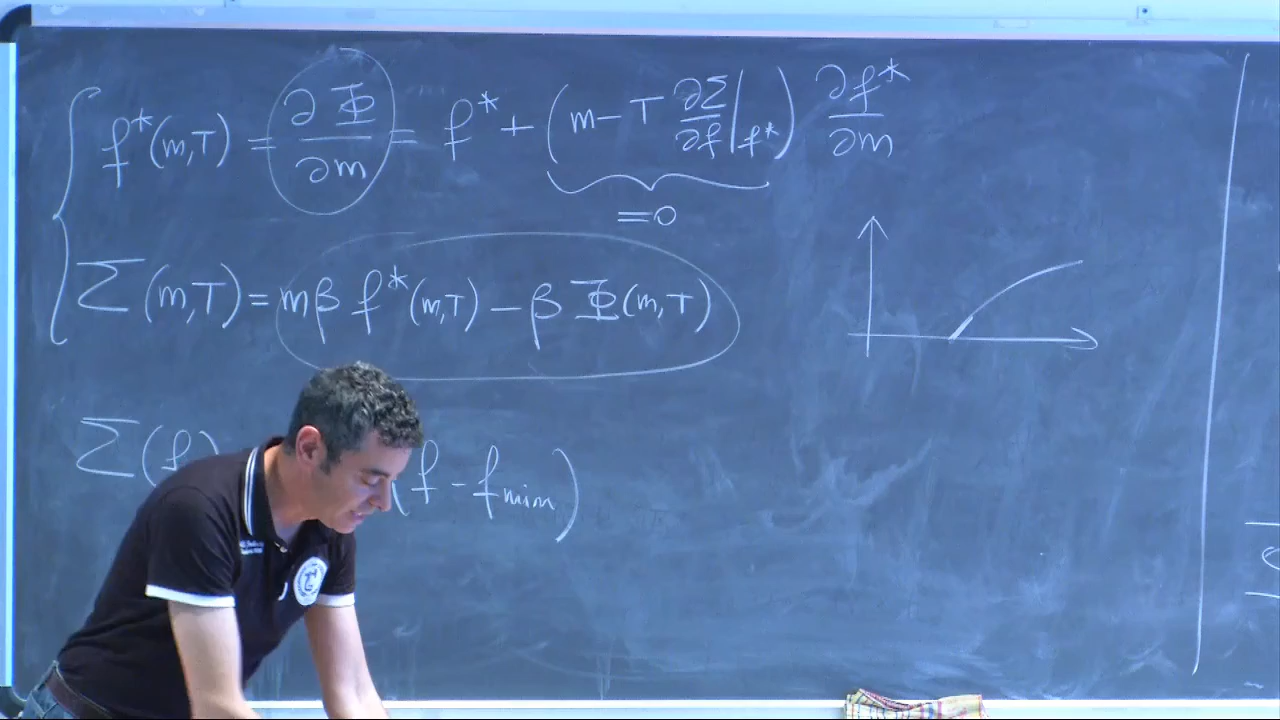 f*(m,T) = ∂Φ/∂m = f* + (m - T ∂Σ/∂f|f*) ∂f*/∂m
= 0
Σ(m,T) = mβ f*(m,T) - β Φ(m,T)
Σ(f) (f - fmin)